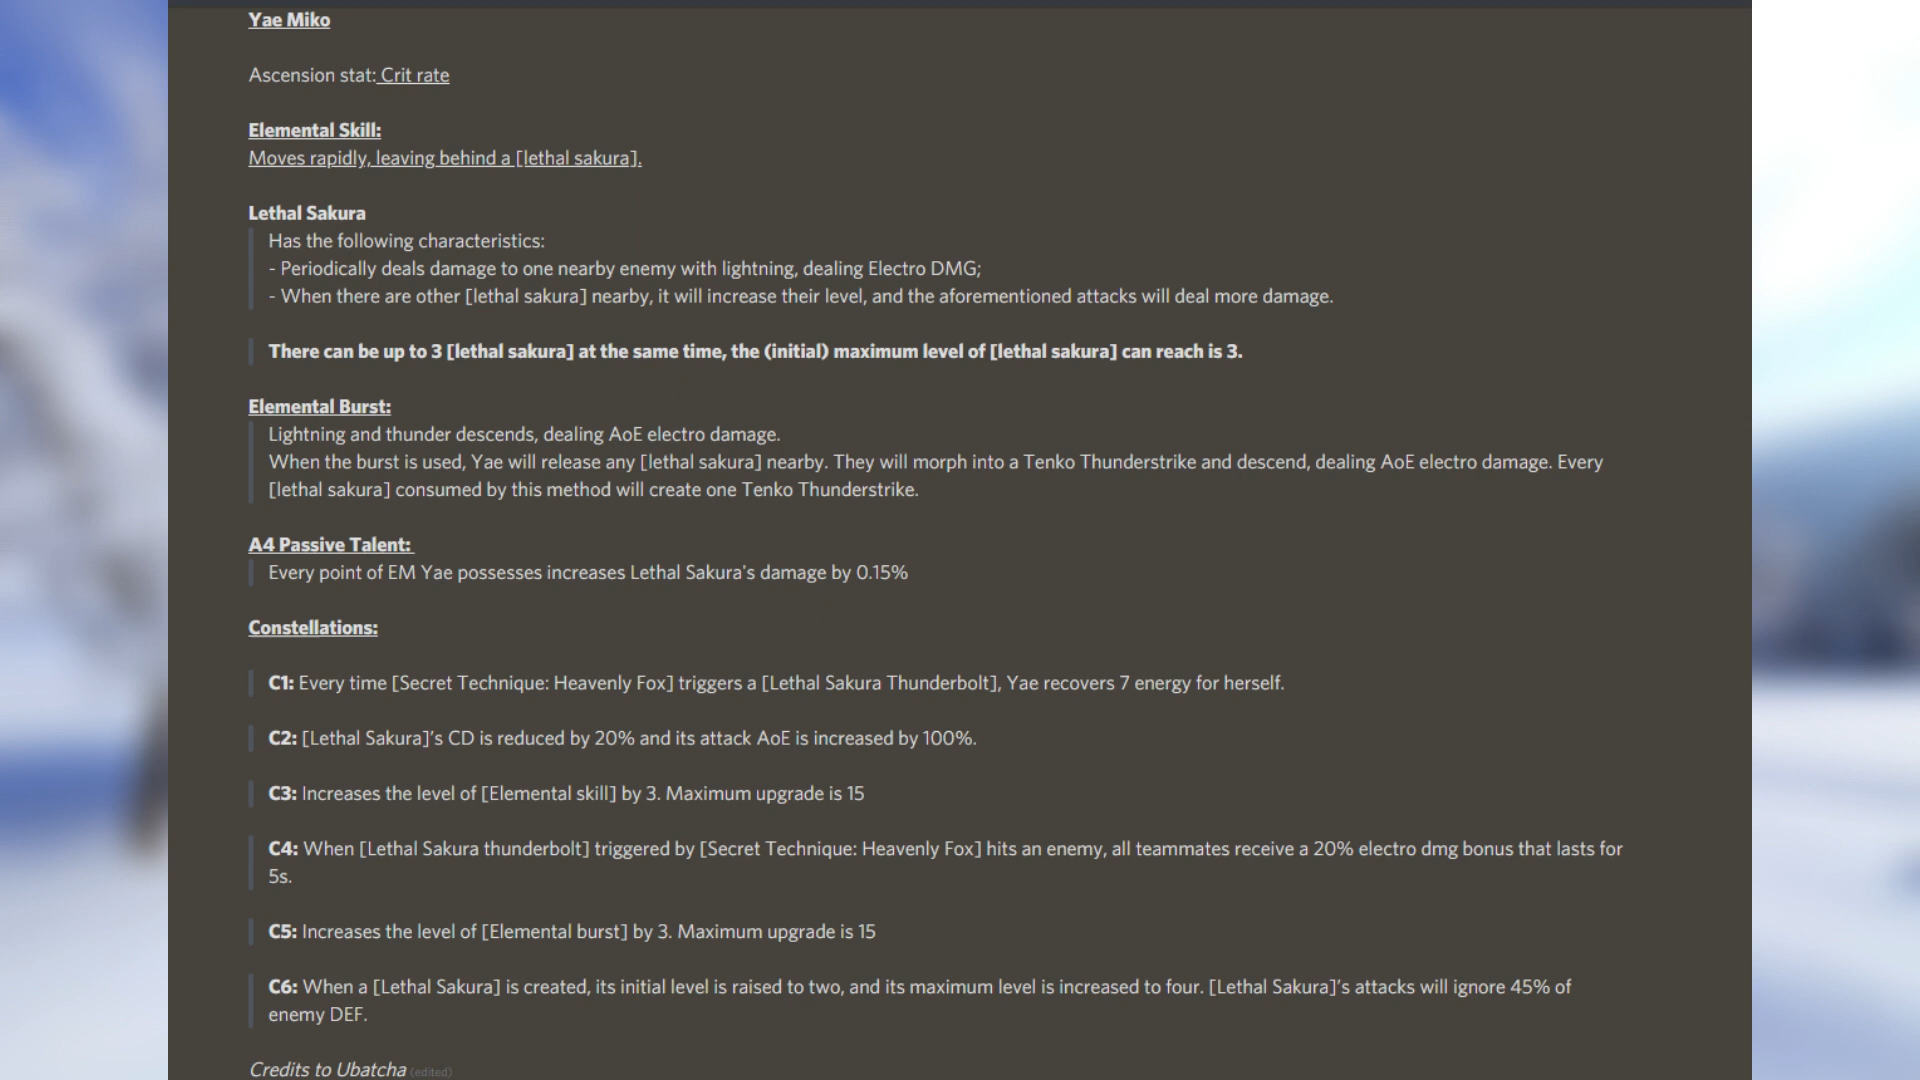 Yae Miko
Ascension stat: Crit rate
Elemental Skill:
Moves rapidly, leaving behind a [lethal sakura].
Lethal Sakura
Has the following characteristics:
- Periodically deals damage to one nearby enemy with lightning, dealing Electro DMG;
- When there are other [lethal sakura] nearby, it will increase their level, and the aforementioned attacks will deal more damage.
There can be up to 3 [lethal sakura] at the same time, the (initial) maximum level of [lethal sakura] can reach is 3.
Elemental Burst:
Lightning and thunder descends, dealing AoE electro damage.
When the burst is used, Yae will release any [lethal sakura] nearby. They will morph into a Tenko Thunderstrike and descend, dealing AoE electro damage. Every
[lethal sakura] consumed by this method will create one Tenko Thunderstrike.
A4 Passive Talent:
Every point of EM Yae possesses increases Lethal Sakura's damage by 0.15%
Constellations:
C1: Every time [Secret Technique: Heavenly Fox] triggers a [Lethal Sakura Thunderbolt], Yae recovers 7 energy for herself.
C2: [Lethal Sakura]'s CD is reduced by 20% and its attack AoE is increased by 100%.
C3: Increases the level of [Elemental skill] by 3. Maximum upgrade is 15
C4: When [Lethal Sakura thunderbolt] triggered by [Secret Technique: Heavenly Fox] hits an enemy, all teammates receive a 20% electro dmg bonus that lasts for
5s.
C5: Increases the level of [Elemental burst] by 3. Maximum upgrade is 15
C6: When a [Lethal Sakura] is created, its initial level is raised to two, and its maximum level is increased to four. [Lethal Sakura]'s attacks will ignore 45% of
enemy DEF.
Credits to Ubatcha (edited)